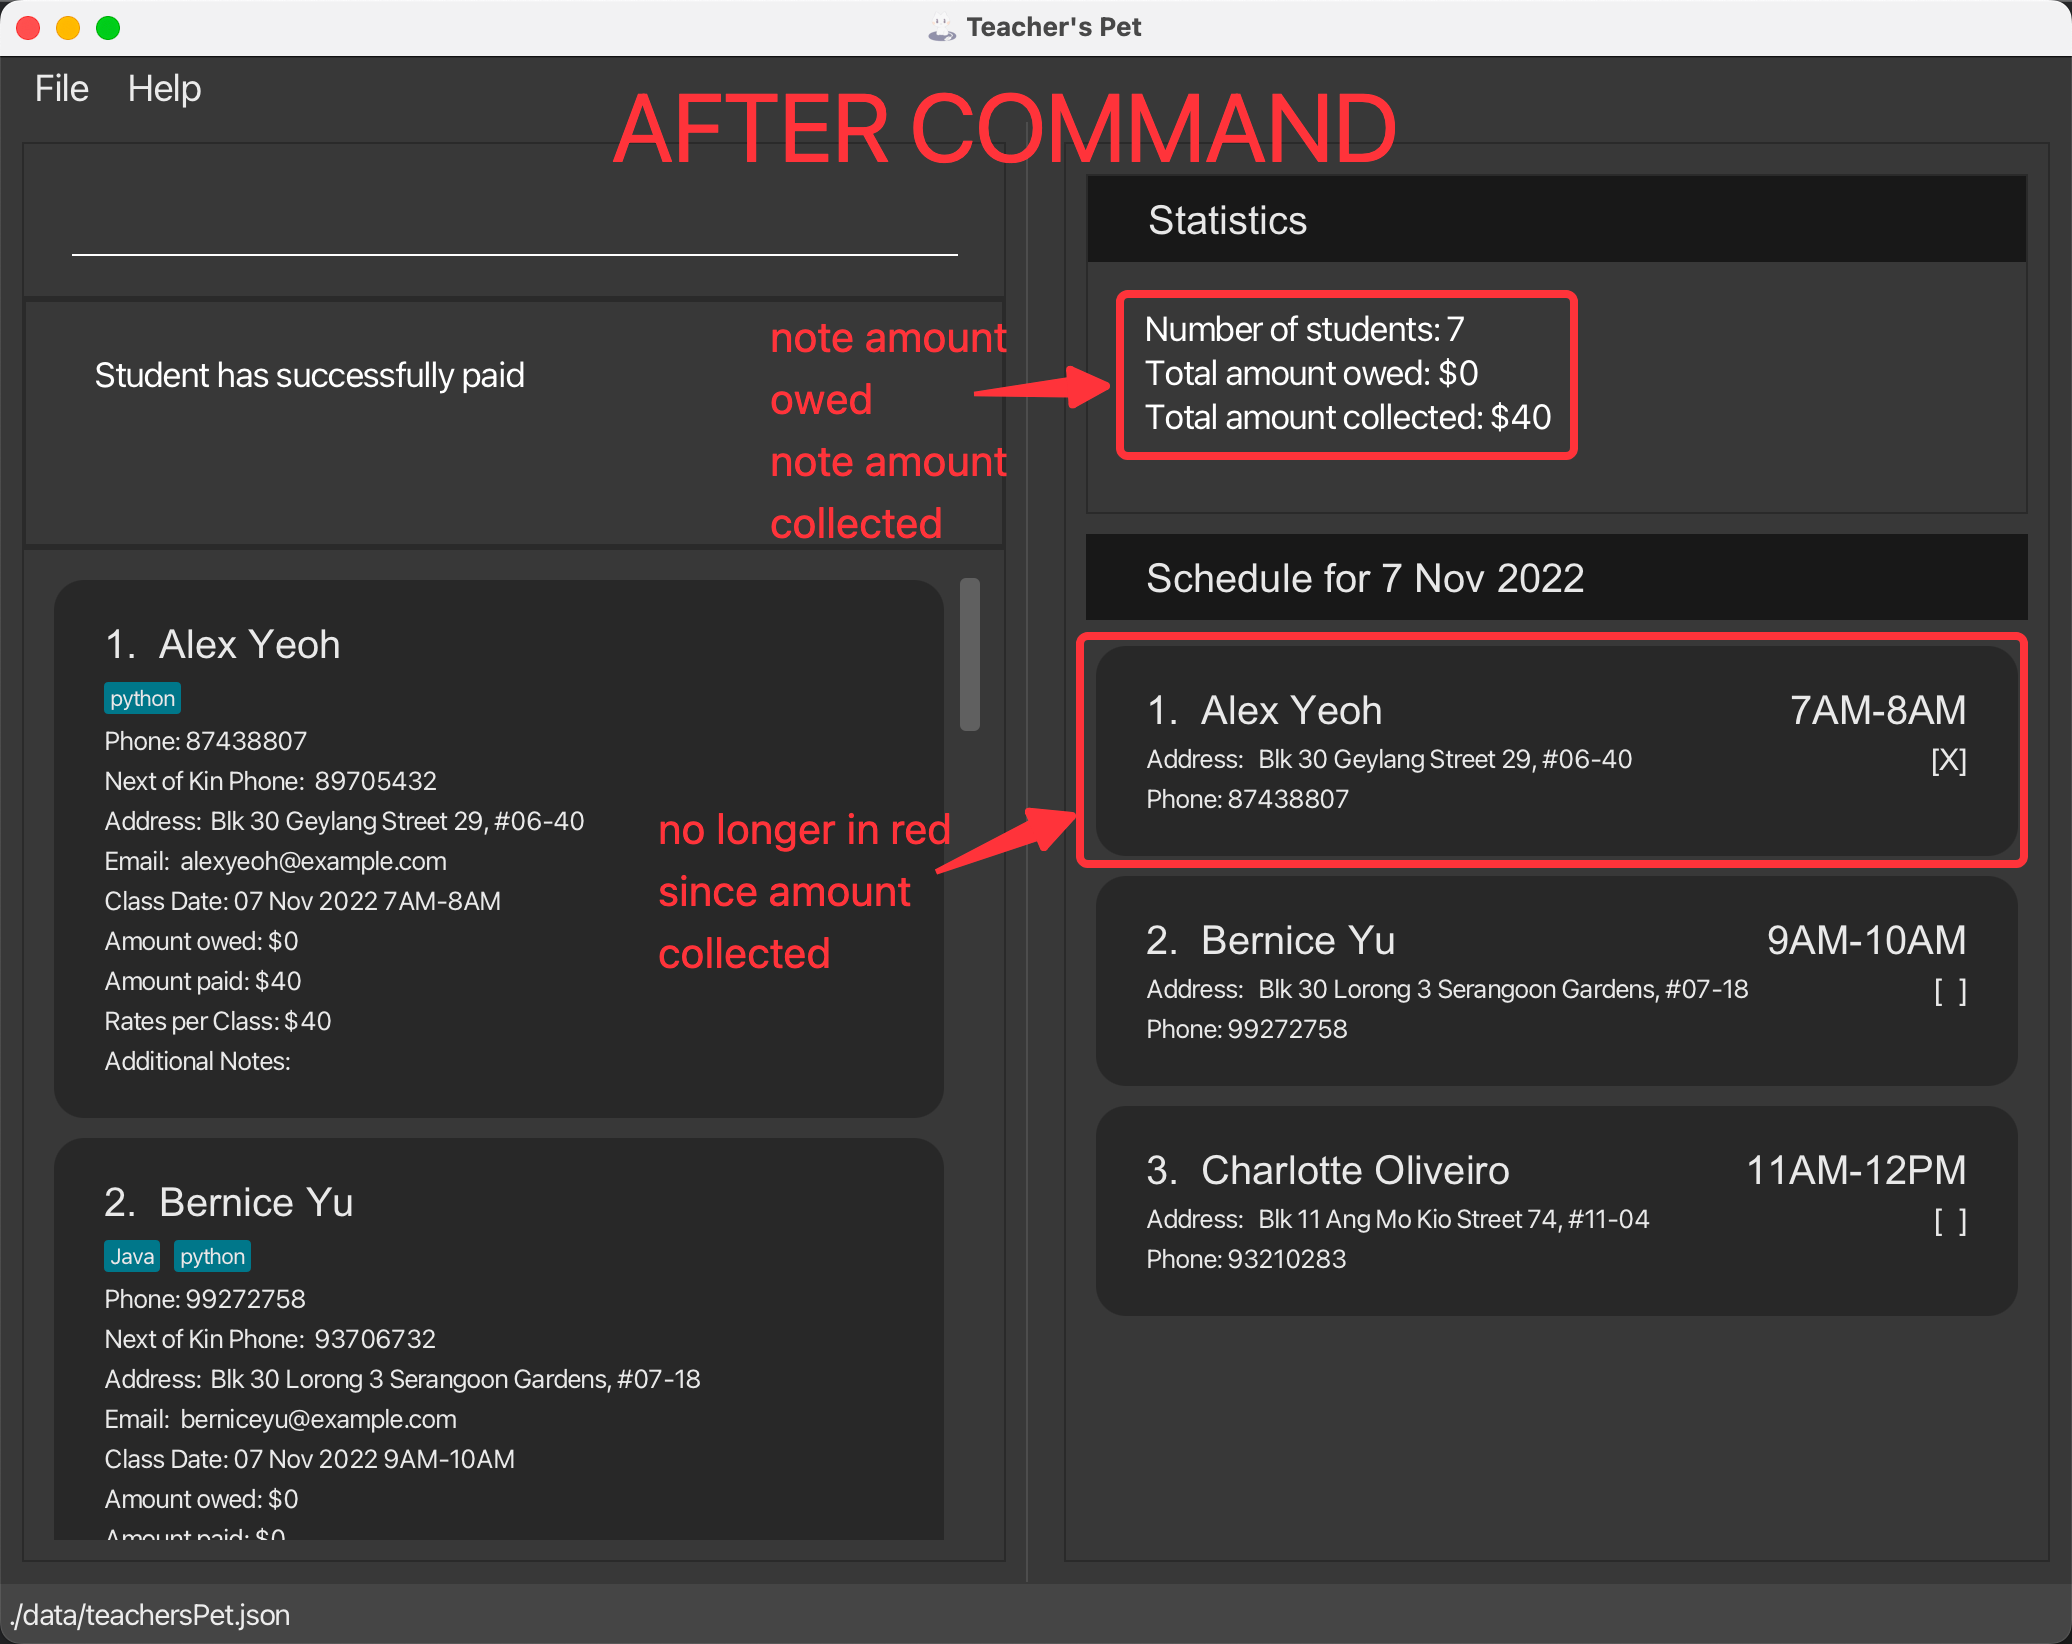 Teacher's Pet
File Help
AFTER COMMAND
Student has successfully paid
note amount
owed
note amount
collected
1. Alex Yeoh
python
Phone: 87438807
Next of Kin Phone: 89705432
Address: Blk 30 Geylang Street 29, #06-40
Email: alexyeoh@example.com
Class Date: 07 Nov 2022 7AM-8AM
Amount owed: $0
Amount paid: $40
Rates per Class: $40
Additional Notes:
no longer in red
since amount
collected
2. Bernice Yu
Java python
Phone: 99272758
Next of Kin Phone: 93706732
Address: Blk 30 Lorong 3 Serangoon Gardens, #07-18
Email: berniceyu@example.com
Class Date: 07 Nov 2022 9AM-10AM
Amount owed: $0
Amount paid: $0
Statistics
Number of students: 7
Total amount owed: $0
Total amount collected: $40
Schedule for 7 Nov 2022
1. Alex Yeoh 7AM-8AM
Address: Blk 30 Geylang Street 29, #06-40 [X]
Phone: 87438807
2. Bernice Yu 9AM-10AM
Address: Blk 30 Lorong 3 Serangoon Gardens, #07-18 [ ]
Phone: 99272758
3. Charlotte Oliveiro 11AM-12PM
Address: Blk 11 Ang Mo Kio Street 74, #11-04 [ ]
Phone: 93210283
./data/teachersPet.json